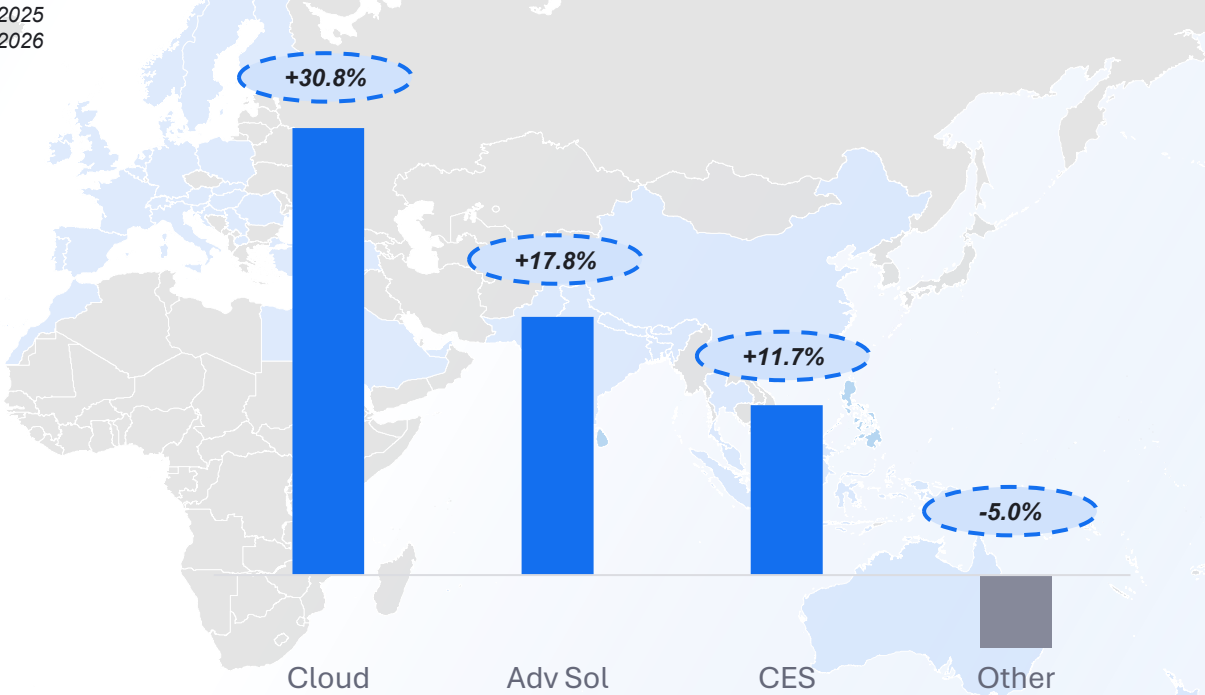 2025
2026
+30.8%
+17.8%
+11.7%
-5.0%
Cloud
Adv Sol
CES
Other